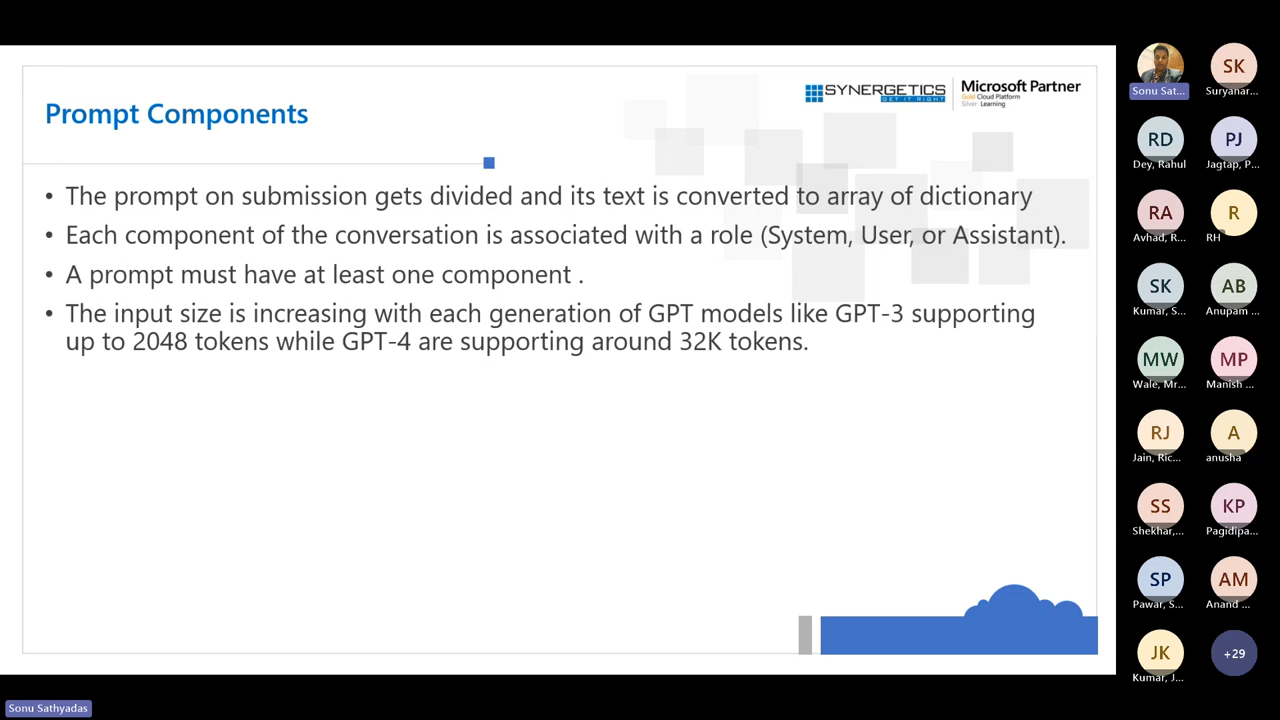 Prompt Components
SYNERGETICS
GET IT RIGHT
Microsoft Partner
Gold Cloud Platform
Silver Learning
• The prompt on submission gets divided and its text is converted to array of dictionary
• Each component of the conversation is associated with a role (System, User, or Assistant).
• A prompt must have at least one component .
• The input size is increasing with each generation of GPT models like GPT-3 supporting
up to 2048 tokens while GPT-4 are supporting around 32K tokens.
Sonu Sat...
SK
Suryanar...
RD
Dey, Rahul
PJ
Jagtap, P...
RA
Avhad, R...
R
RH
SK
Kumar, S...
AB
Anupam ...
MW
Wale, Mr...
MP
Manish ...
RJ
Jain, Ric...
A
anusha
SS
Shekhar,...
KP
Pagidipa...
SP
Pawar, S...
AM
Anand ...
JK
Kumar, J...
+29
Sonu Sathyadas